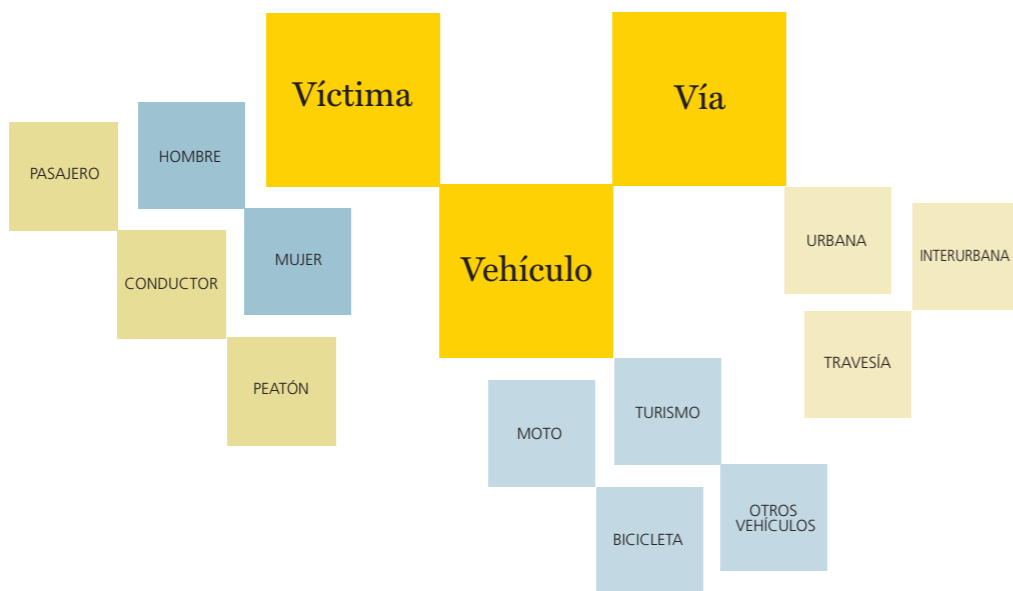 Víctima
Vía
Vehículo
PASAJERO
HOMBRE
CONDUCTOR
MUJER
PEATÓN
MOTO
TURISMO
BICICLETA
OTROS
VEHÍCULOS
URBANA
INTERURBANA
TRAVESÍA